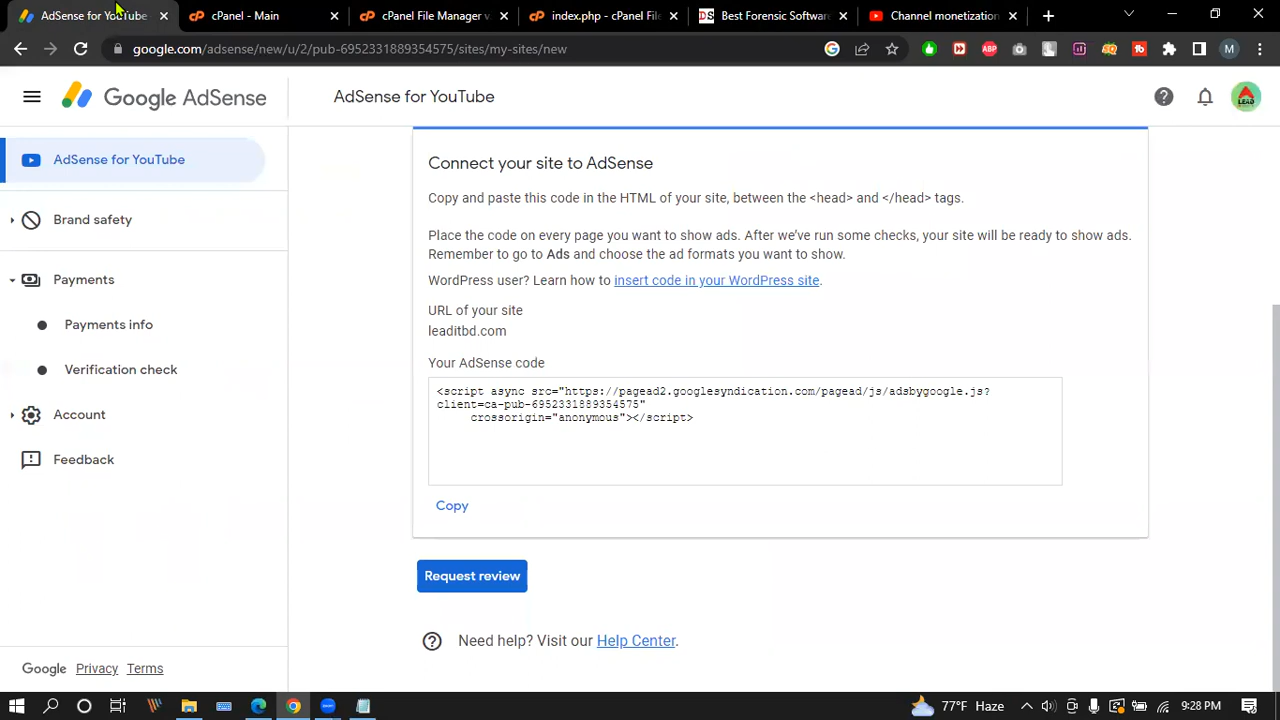 AdSense for YouTube
cPanel - Main
cPanel File Manager v
index.php - cPanel File
Best Forensic Software
Channel monetization
google.com/adsense/new/u/2/pub-6952331889354575/sites/my-sites/new
Google AdSense
AdSense for YouTube
AdSense for YouTube
Brand safety
Payments
Payments info
Verification check
Account
Feedback
Connect your site to AdSense
Copy and paste this code in the HTML of your site, between the <head> and </head> tags.
Place the code on every page you want to show ads. After we've run some checks, your site will be ready to show ads.
Remember to go to Ads and choose the ad formats you want to show.
WordPress user? Learn how to insert code in your WordPress site.
URL of your site
leaditbd.com
Your AdSense code
<script async src="https://pagead2.googlesyndication.com/pagead/js/adsbygoogle.js?
client=ca-pub-6952331889354575"
crossorigin="anonymous"></script>
Copy
Request review
Need help? Visit our Help Center.
Google Privacy Terms
77°F Haze
9:28 PM